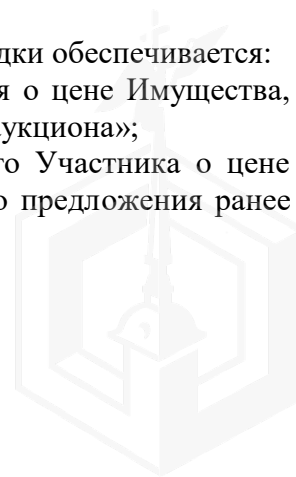 дки обеспечивается:
я о цене Имущества,
укциона»;
го Участника о цене
о предложения ранее